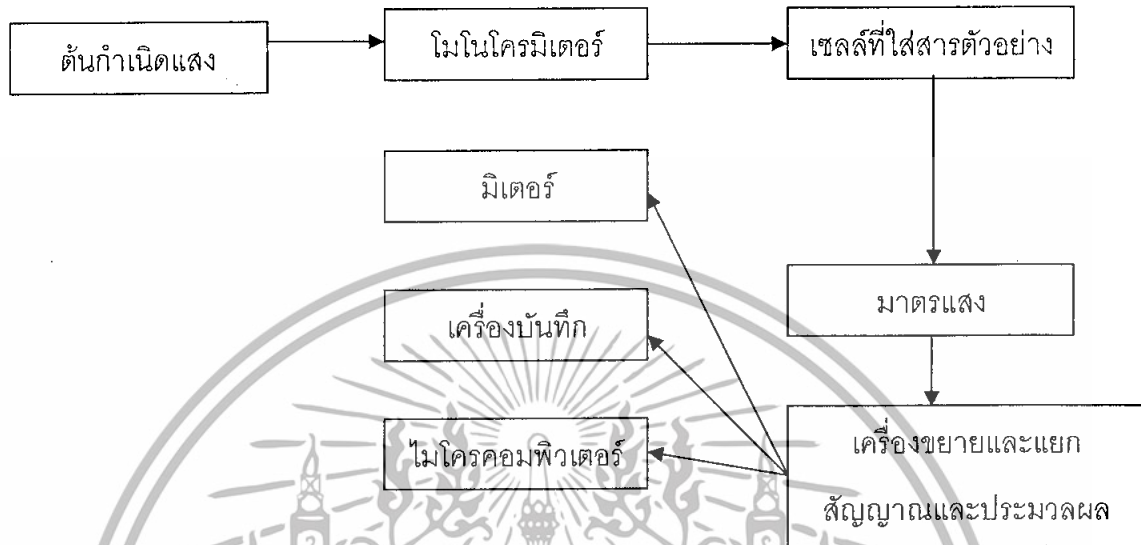 ต้นกำเนิดแสง
โมโนโครมิเตอร์
เซลล์ที่ใส่สารตัวอย่าง
มิเตอร์
มาตรแสง
เครื่องบันทึก
ไมโครคอมพิวเตอร์
เครื่องขยายและแยก
สัญญาณและประมวลผล